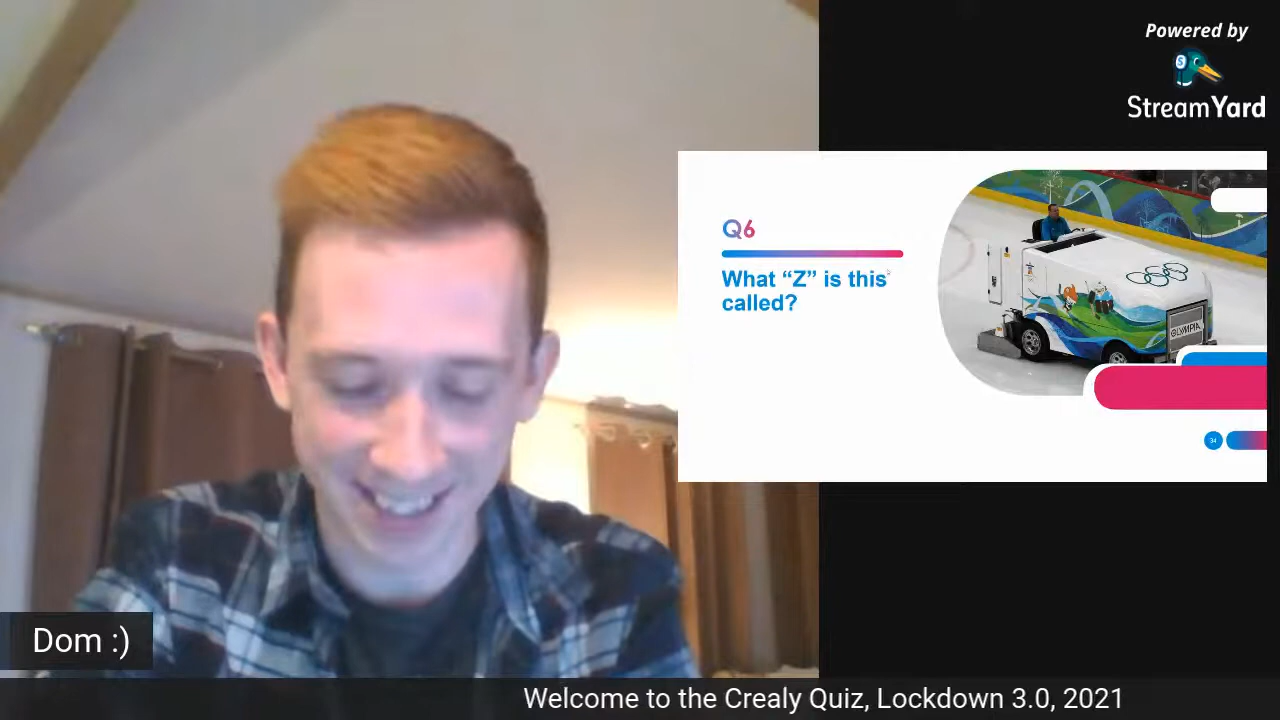 Powered by
StreamYard
Q6
What “Z” is this
called?
OLYMPIA
34
Dom :)
Welcome to the Crealy Quiz, Lockdown 3.0, 2021